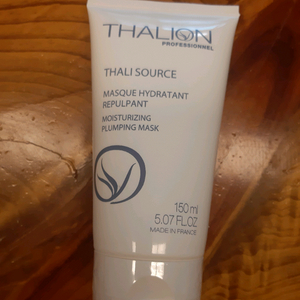 THALION
PROFESSIONNEL
THALI SOURCE
MASQUE HYDRATANT
REPULPANT
MOISTURIZING
PLUMPING MASK
150 ml
5.07 FL.OZ
MADE IN FRANCE